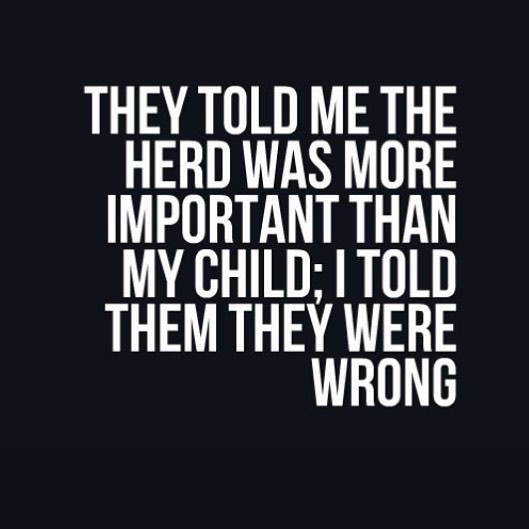 THEY TOLD ME THE
HERD WAS MORE
IMPORTANT THAN
MY CHILD; I TOLD
THEM THEY WERE
WRONG